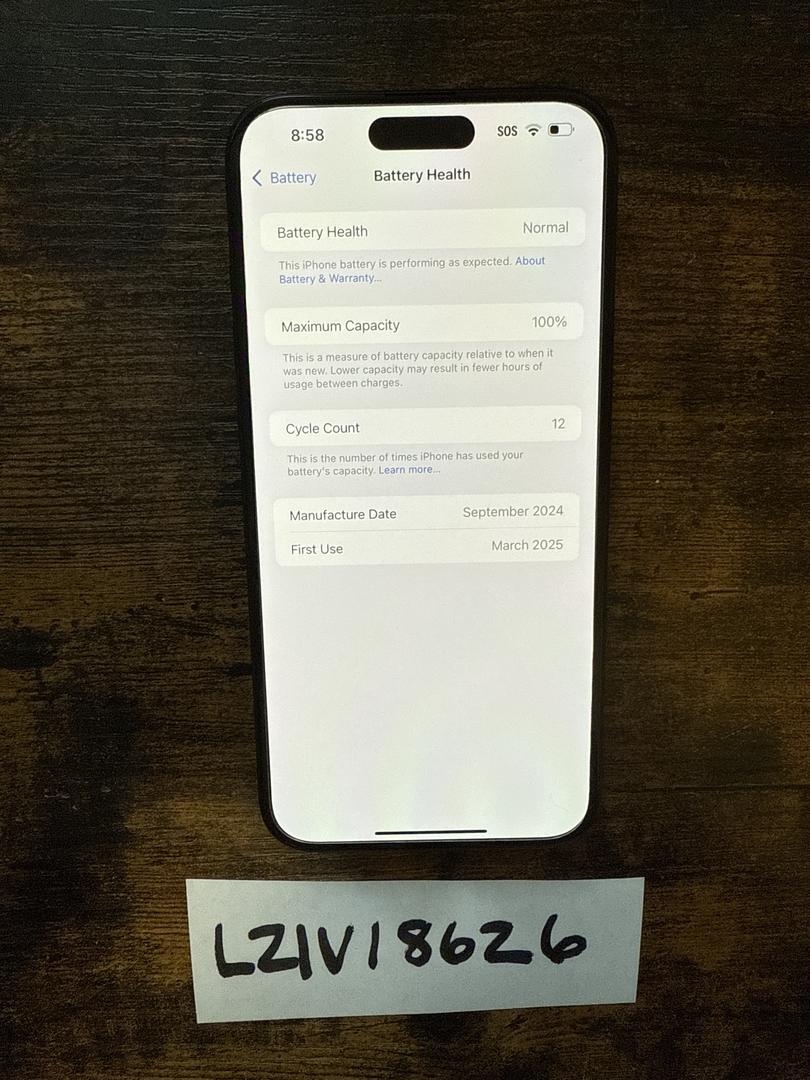 8:58
SOS
Battery
Battery Health
Battery Health
Normal
This iPhone battery is performing as expected. About
Battery & Warranty...
Maximum Capacity
100%
This is a measure of battery capacity relative to when it
was new. Lower capacity may result in fewer hours of
usage between charges.
Cycle Count
12
This is the number of times iPhone has used your
battery's capacity. Learn more...
Manufacture Date
September 2024
First Use
March 2025
LZIV18626